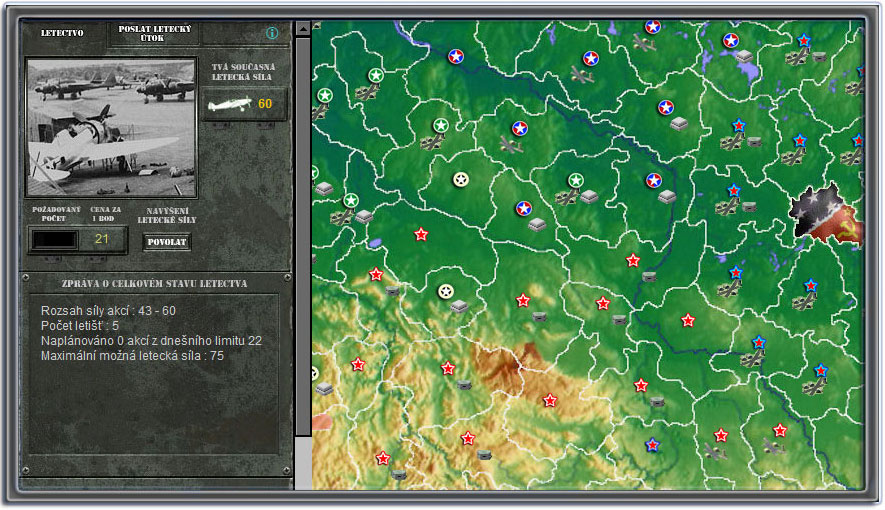 LETECTVO
POSLAT LETECKÝ
ÚTOK
TVÁ SOUČASNÁ
LETECKÁ SÍLA
60
POŽADOVANÝ
POČET
CENA ZA
1 BOD
NAVÝŠENÍ
LETECKÉ SÍLY
21
POVOLAT
ZPRÁVA O CELKOVÉM STAVU LETECTVA
Rozsah síly akcí : 43 - 60
Počet letišť : 5
Naplánováno 0 akcí z dnešního limitu 22
Maximální možná letecká síla : 75